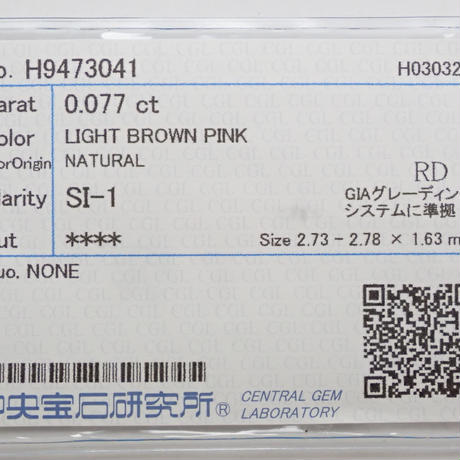 o. H9473041 H03032
arat 0.077 ct
olor LIGHT BROWN PINK
orOrigin NATURAL
larity SI-1
RD
GIAグレーディン
システムに準拠
ut ****
Size 2.73 - 2.78 × 1.63 m
uo. NONE
中央宝石研究所® CENTRAL GEM
LABORATORY